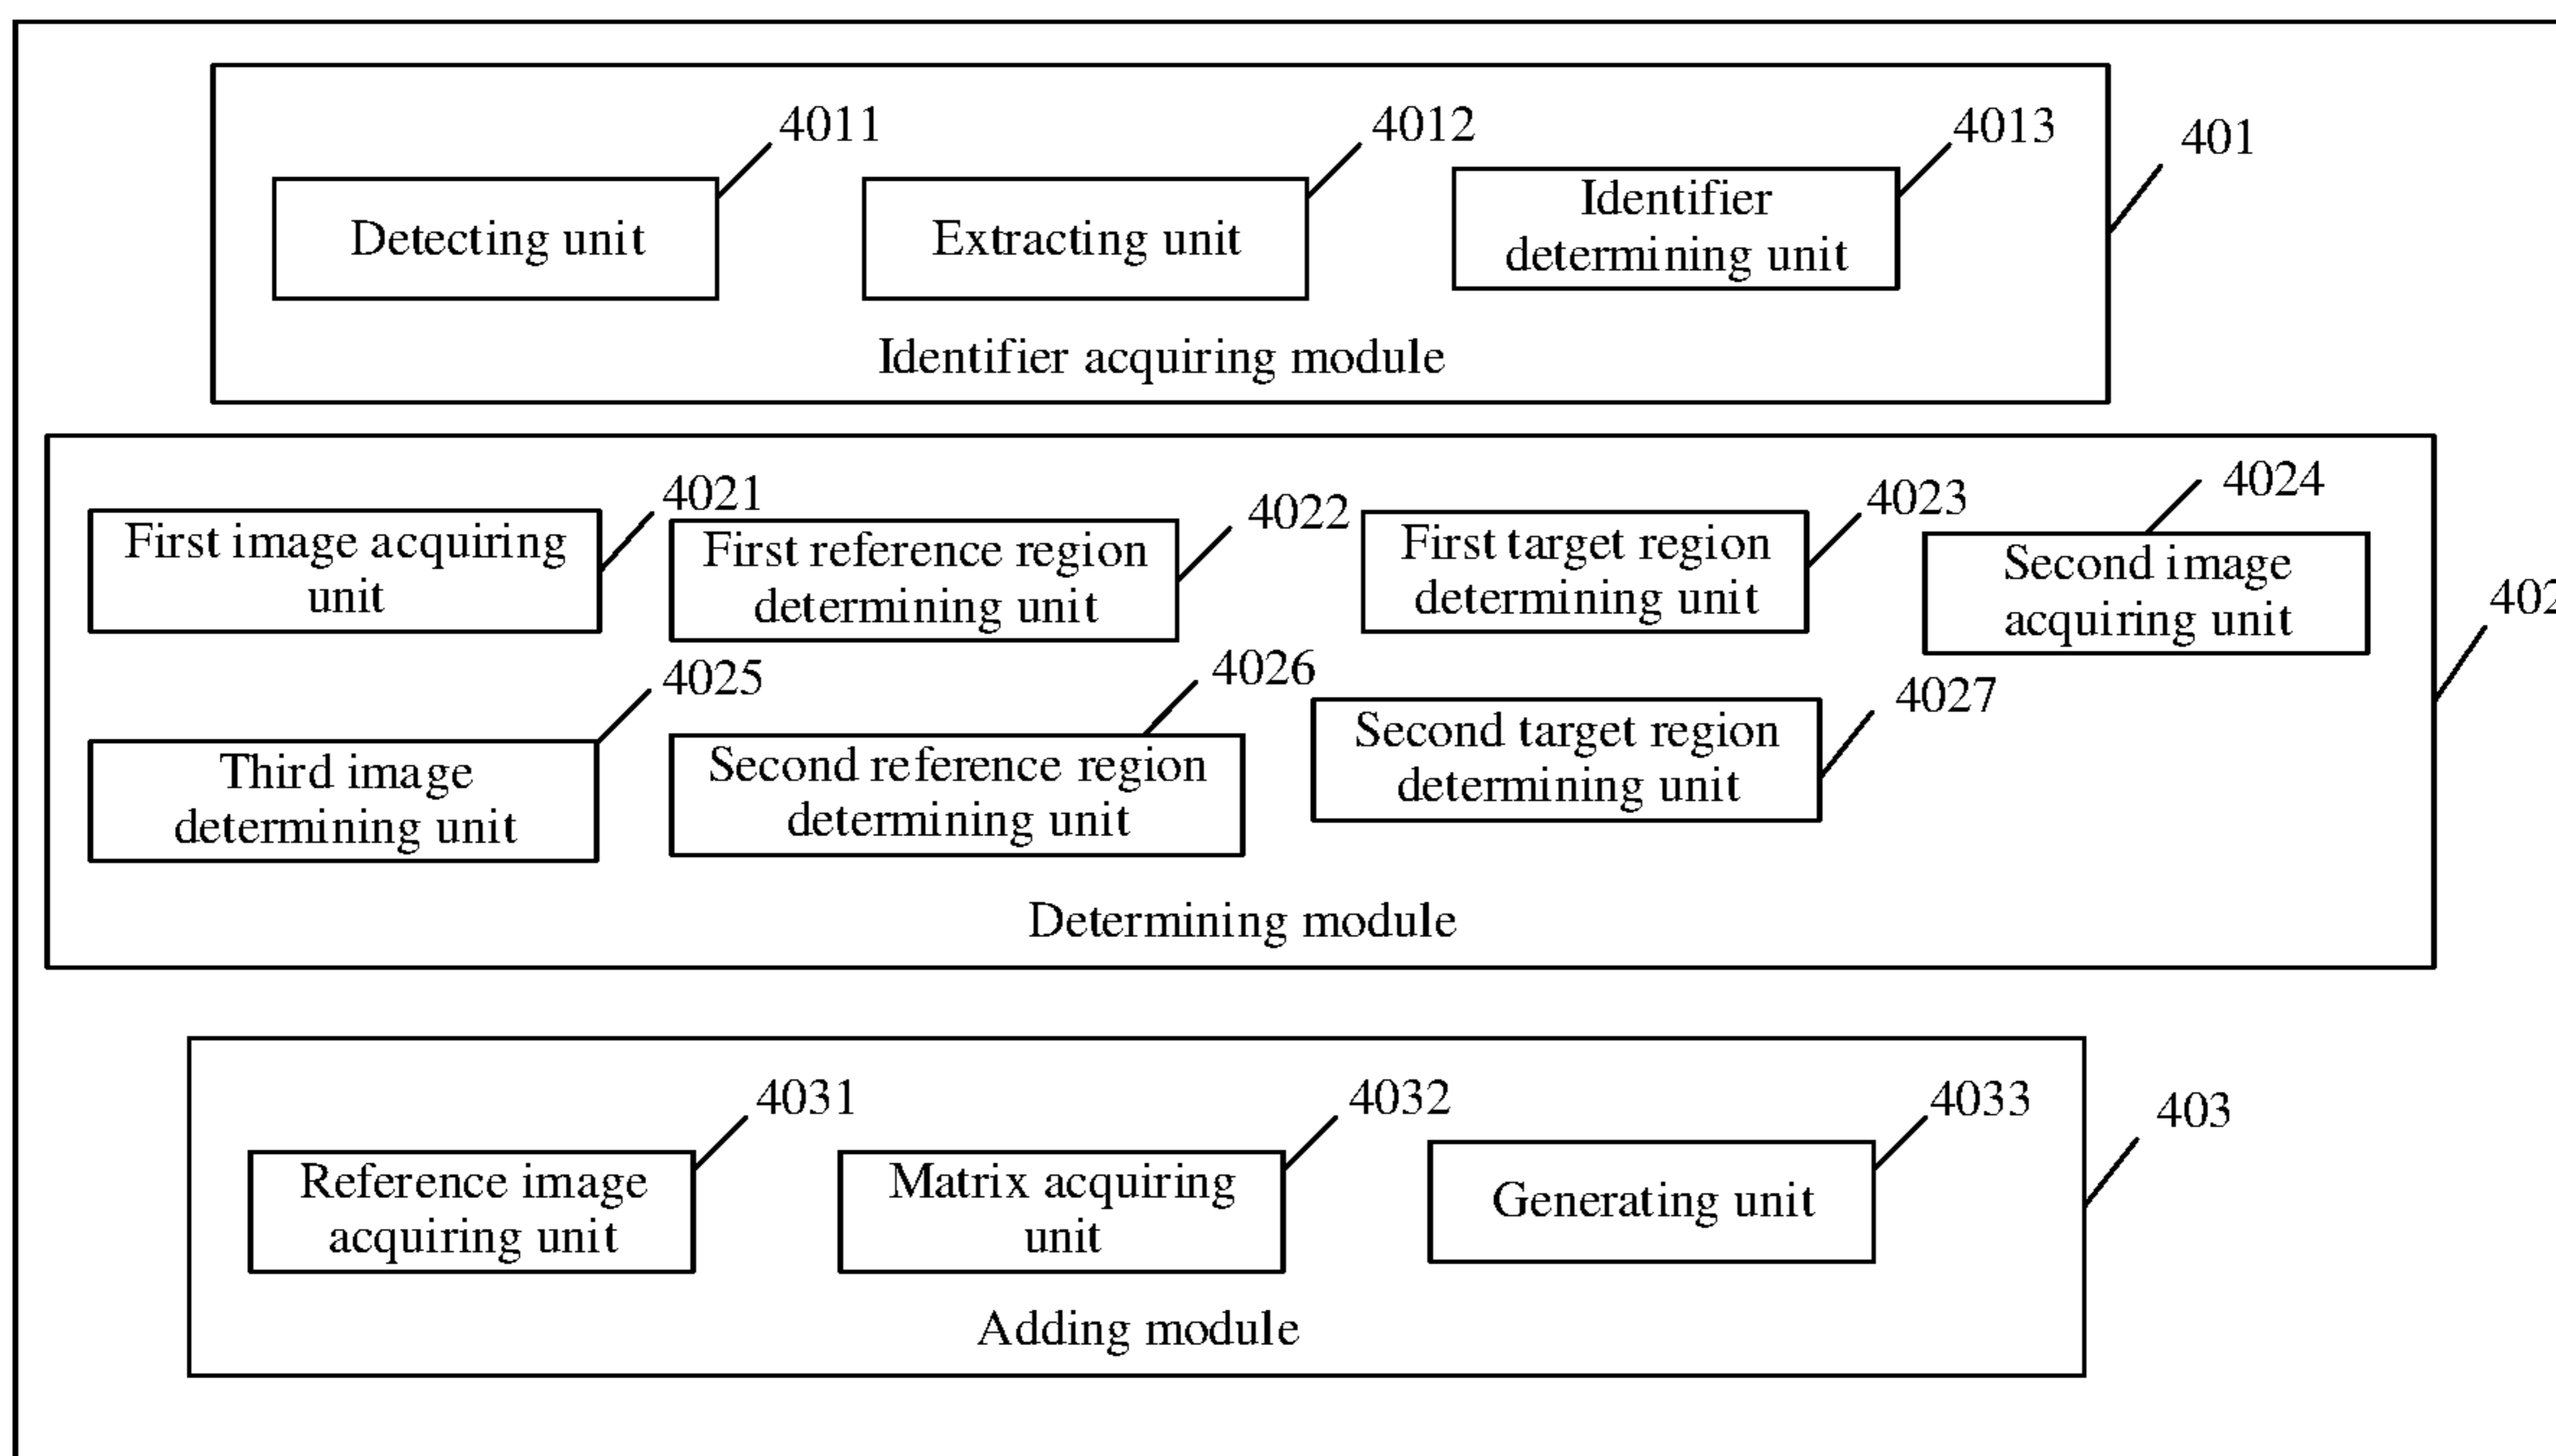 4011
4012
4013
401
Detecting unit
Extracting unit
Identifier
determining unit
Identifier acquiring module
4021
4022
4023
4024
402
First image acquiring
unit
First reference region
determining unit
First target region
determining unit
Second image
acquiring unit
4025
4026
4027
Third image
determining unit
Second reference region
determining unit
Second target region
determining unit
Determining module
4031
4032
4033
403
Reference image
acquiring unit
Matrix acquiring
unit
Generating unit
Adding module